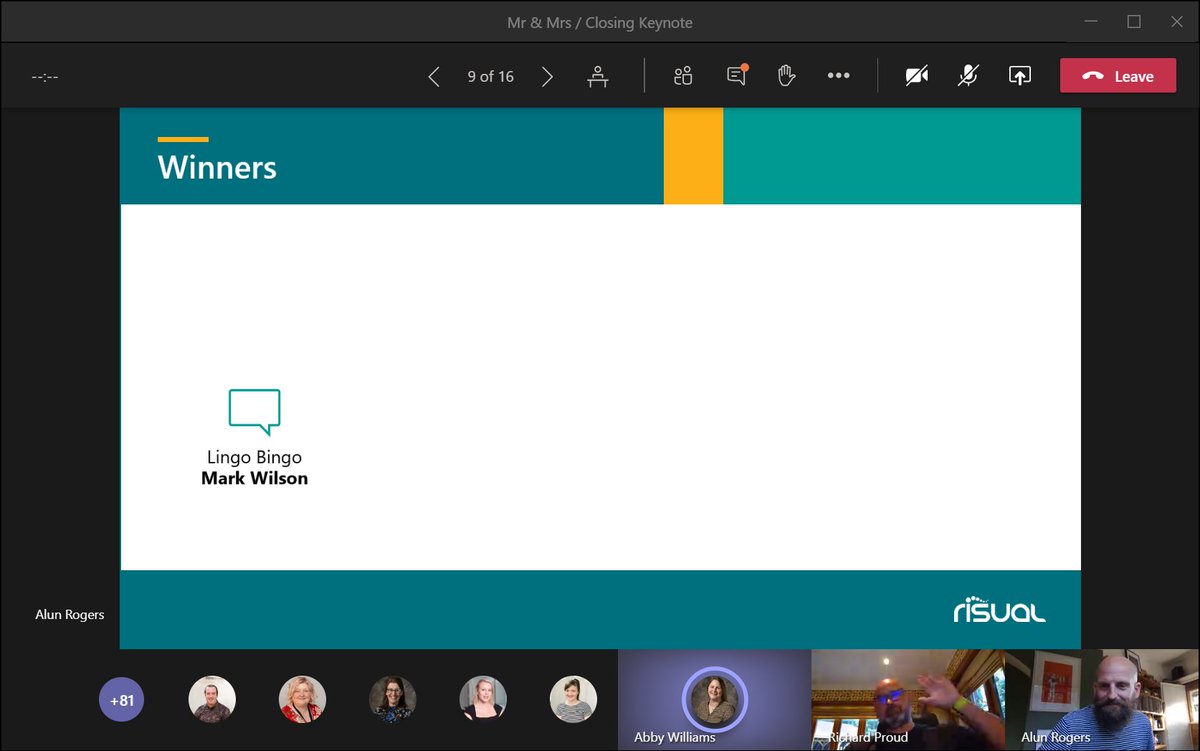 Mr & Mrs / Closing Keynote
--:--
9 of 16
Leave
Winners
Lingo Bingo
Mark Wilson
Alun Rogers
risual
+81
Abby Williams
Richard Proud
Alun Rogers